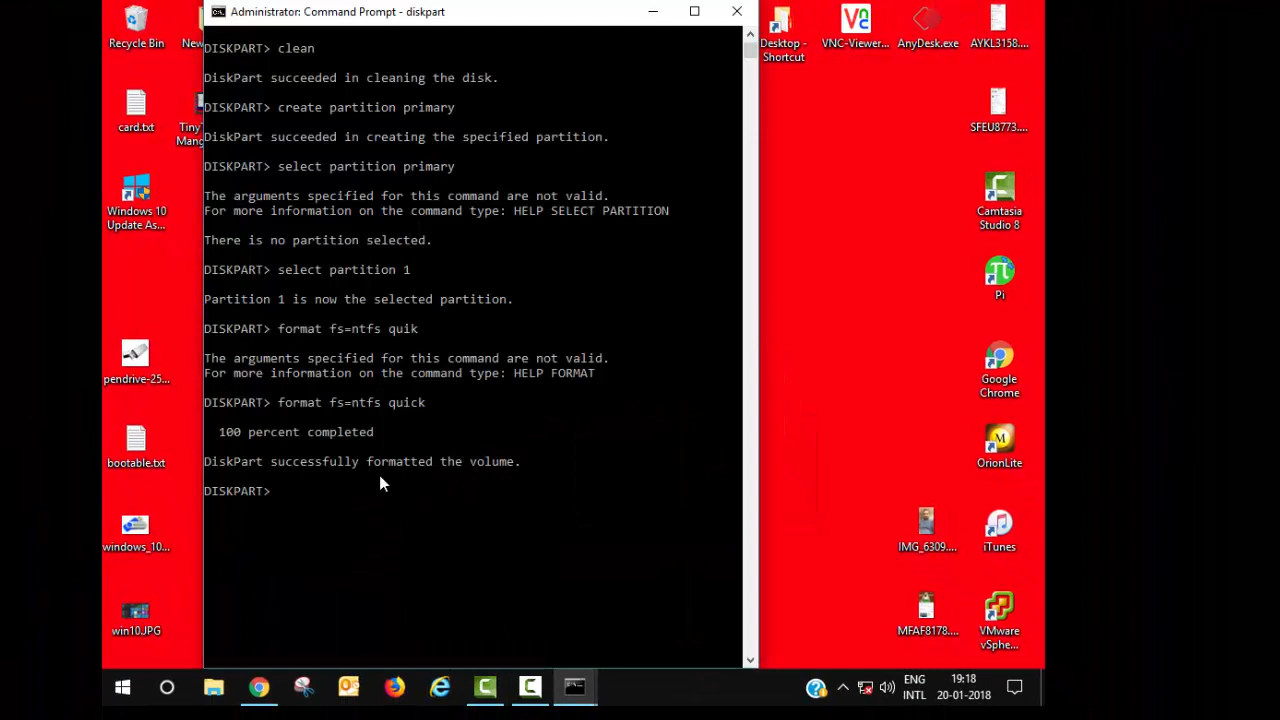 Administrator: Command Prompt - diskpart
DISKPART> clean
DiskPart succeeded in cleaning the disk.
DISKPART> create partition primary
DiskPart succeeded in creating the specified partition.
DISKPART> select partition primary
The arguments specified for this command are not valid.
For more information on the command type: HELP SELECT PARTITION
There is no partition selected.
DISKPART> select partition 1
Partition 1 is now the selected partition.
DISKPART> format fs=ntfs quik
The arguments specified for this command are not valid.
For more information on the command type: HELP FORMAT
DISKPART> format fs=ntfs quick
100 percent completed
DiskPart successfully formatted the volume.
DISKPART>
Recycle Bin
New
card.txt
Tiny
Mang
Windows 10
Update As...
pendrive-25...
bootable.txt
windows_10...
win10.JPG
Desktop -
Shortcut
VNC-Viewer...
AnyDesk.exe
AYKL3158....
SFEU8773....
Camtasia
Studio 8
Pi
Google
Chrome
OrionLite
IMG_6309....
iTunes
MFAF8178....
VMware
vSphe...
ENG
INTL
19:18
20-01-2018